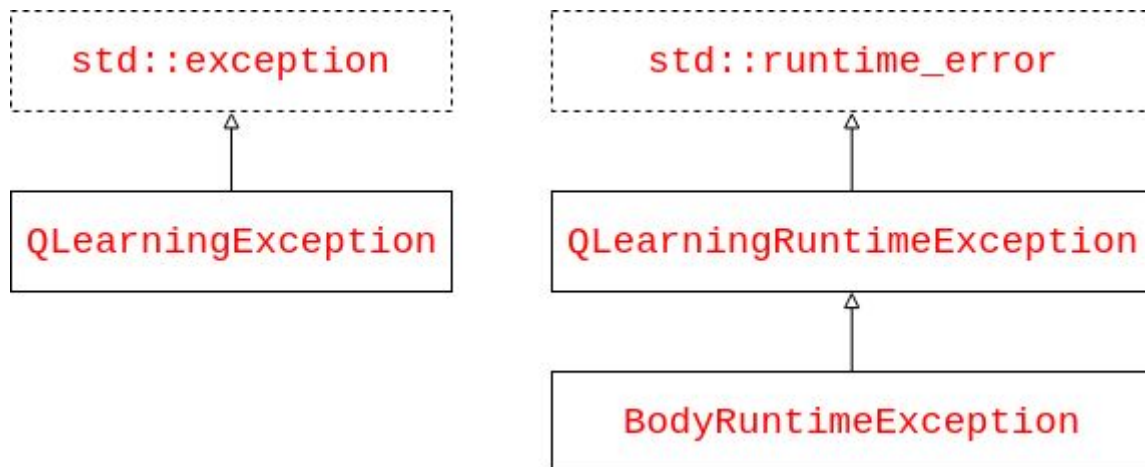 std::exception
std::runtime_error
QLearningException
QLearningRuntimeException
BodyRuntimeException